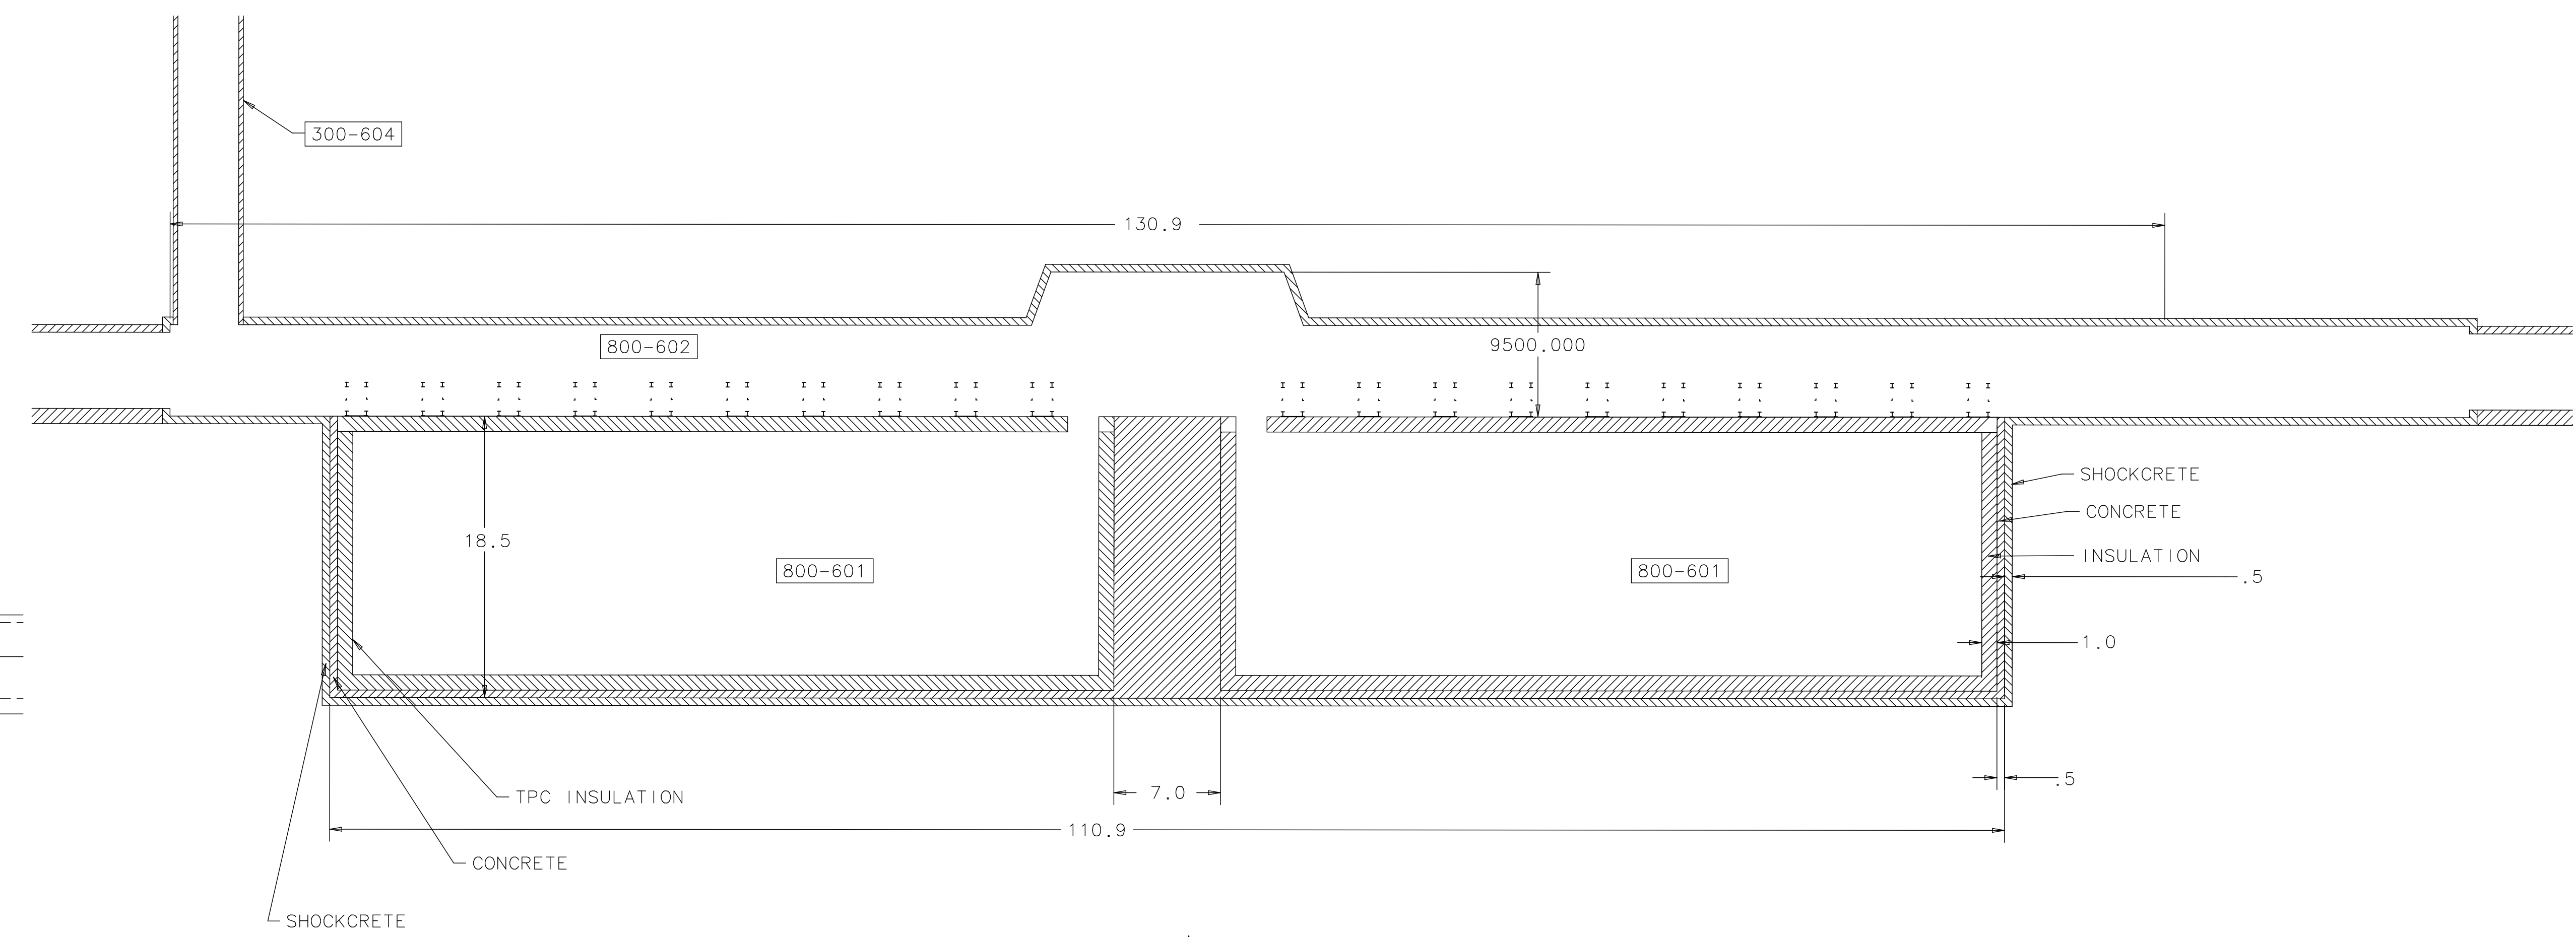 300-604
130.9
800-602
9500.000
SHOCKCRETE
CONCRETE
18.5
INSULATION
800-601
800-601
.5
1.0
.5
7.0
TPC INSULATION
110.9
CONCRETE
SHOCKCRETE